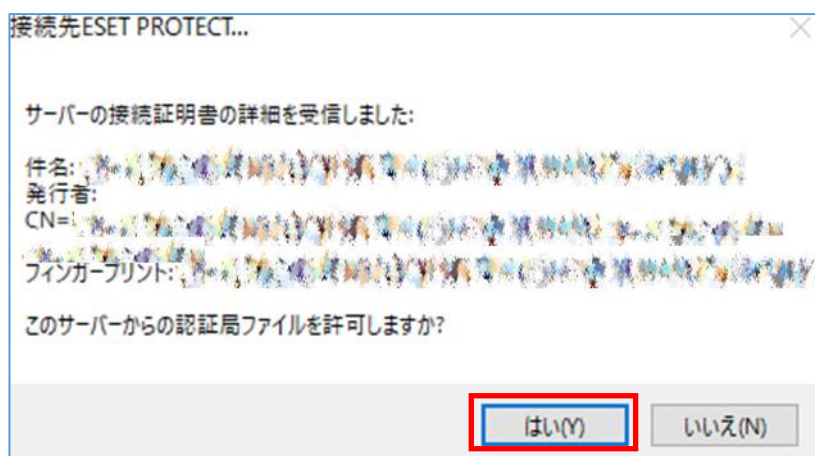 接続先ESET PROTECT...
サーバーの接続証明書の詳細を受信しました:
件名:
発行者:
CN=
フィンガープリント:
このサーバーからの認証局ファイルを許可しますか?
はい(Y)
いいえ(N)